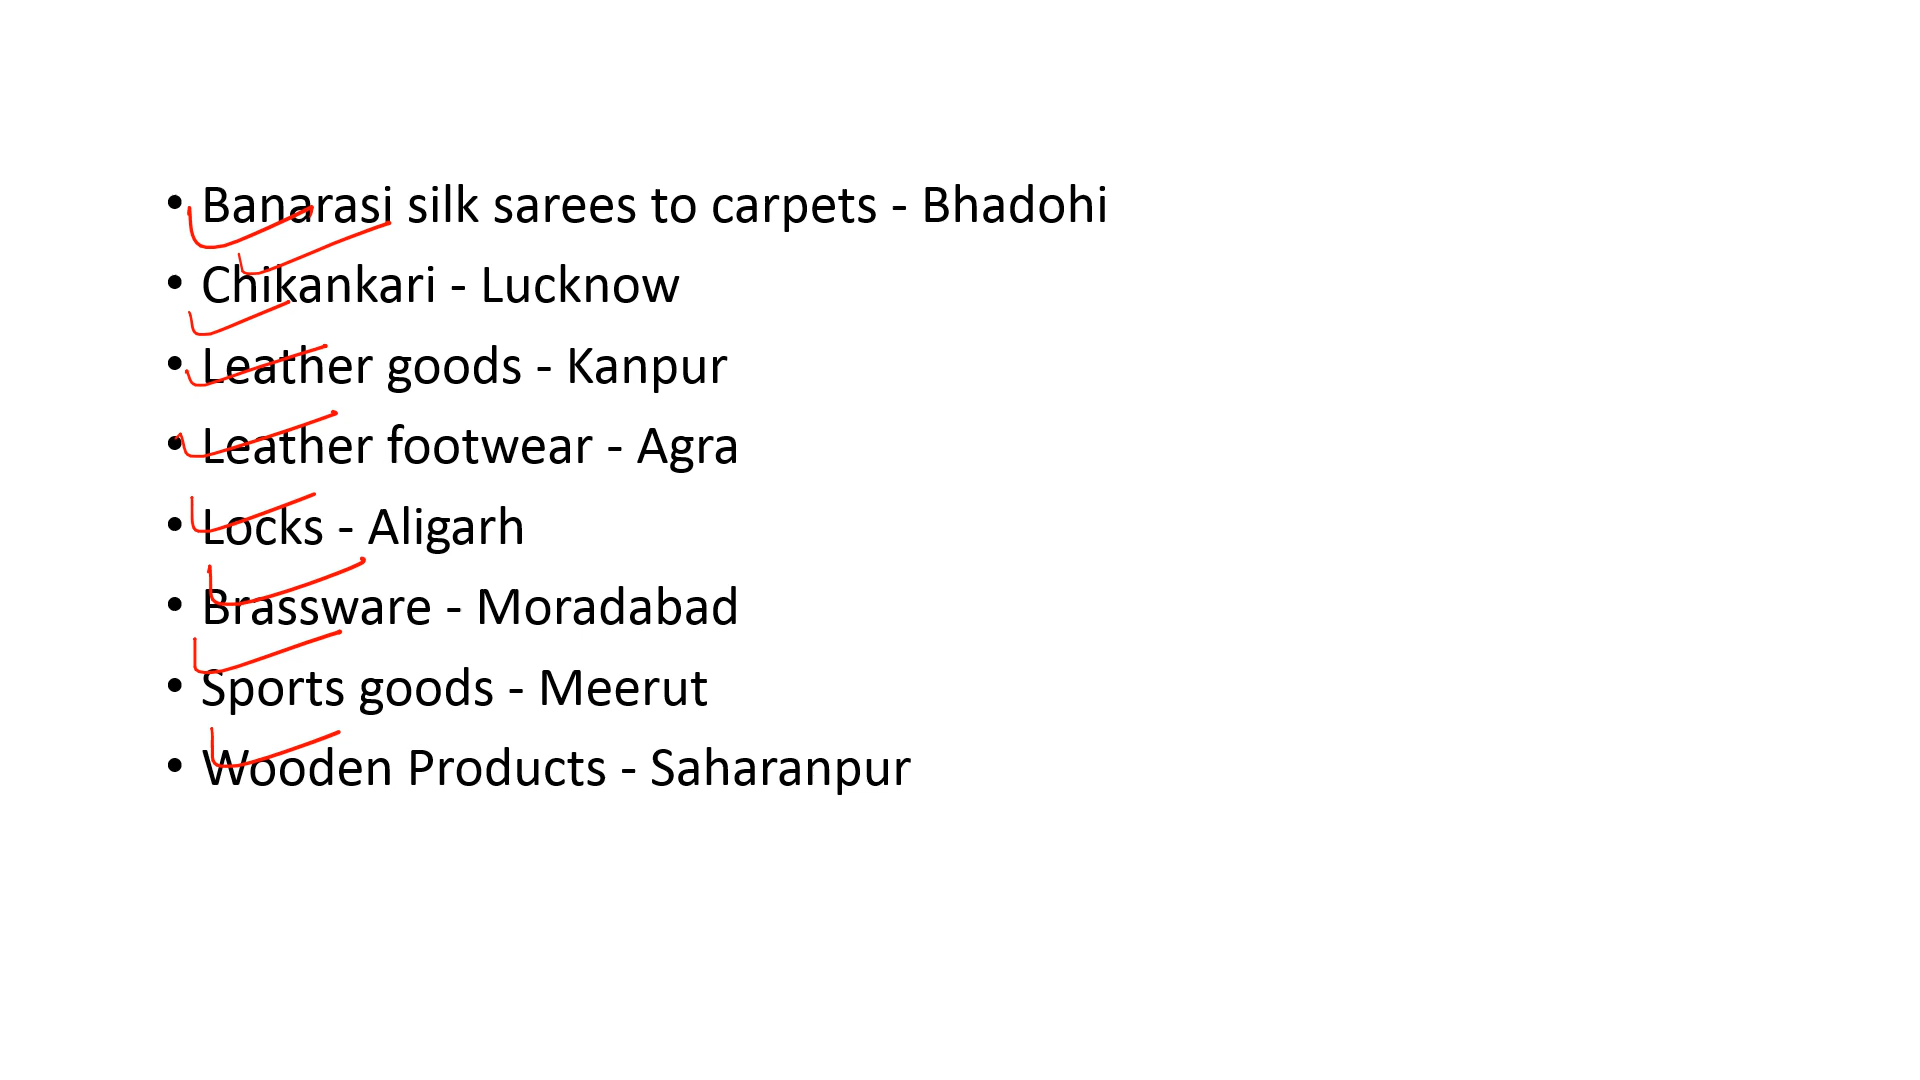 • Banarasi silk sarees to carpets - Bhadohi
• Chikankari - Lucknow
• Leather goods - Kanpur
• Leather footwear - Agra
• Locks - Aligarh
• Brassware - Moradabad
• Sports goods - Meerut
• Wooden Products - Saharanpur